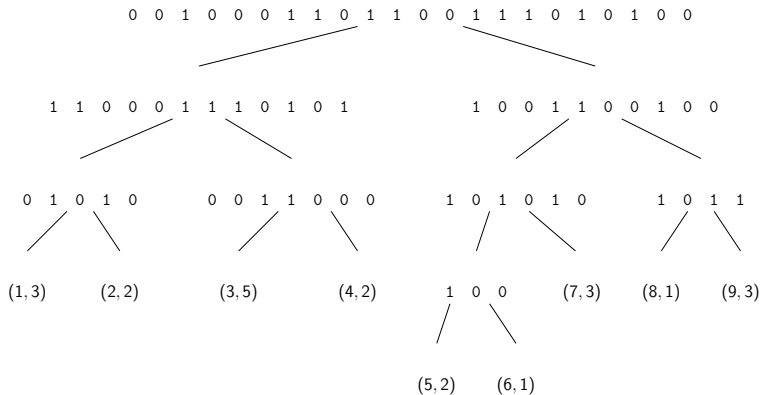 0 0 1 0 0 0 1 1 0 1 1 0 0 1 1 1 0 1 0 1 0 0
1 1 0 0 0 1 1 1 0 1 0 1
1 0 0 1 1 0 0 1 0 0
0 1 0 1 0
0 0 1 1 0 0 0
1 0 1 0 1 0
1 0 1 1
(1, 3)
(2, 2)
(3, 5)
(4, 2)
1 0 0
(7, 3)
(8, 1)
(9, 3)
(5, 2)
(6, 1)